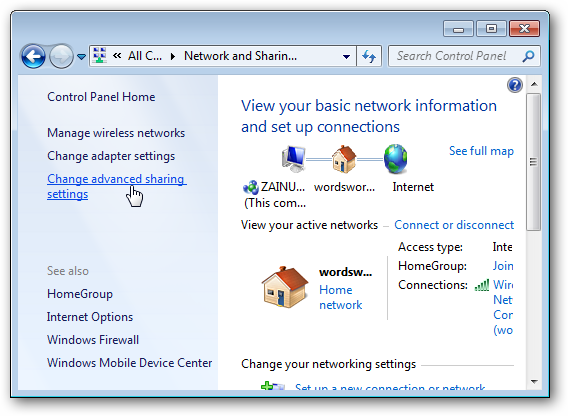 « All C... ▸ Network and Sharin...
Search Control Panel
Control Panel Home
Manage wireless networks
Change adapter settings
Change advanced sharing
settings
See also
HomeGroup
Internet Options
Windows Firewall
Windows Mobile Device Center
View your basic network information
and set up connections
See full map
ZAINU... wordswor... Internet
(This com...
View your active networks Connect or disconnect
Access type: Inte
HomeGroup: Join
Connections: Wire
Net
Con
(wo
wordsw...
Home
network
Change your networking settings
Set up a new connection or network